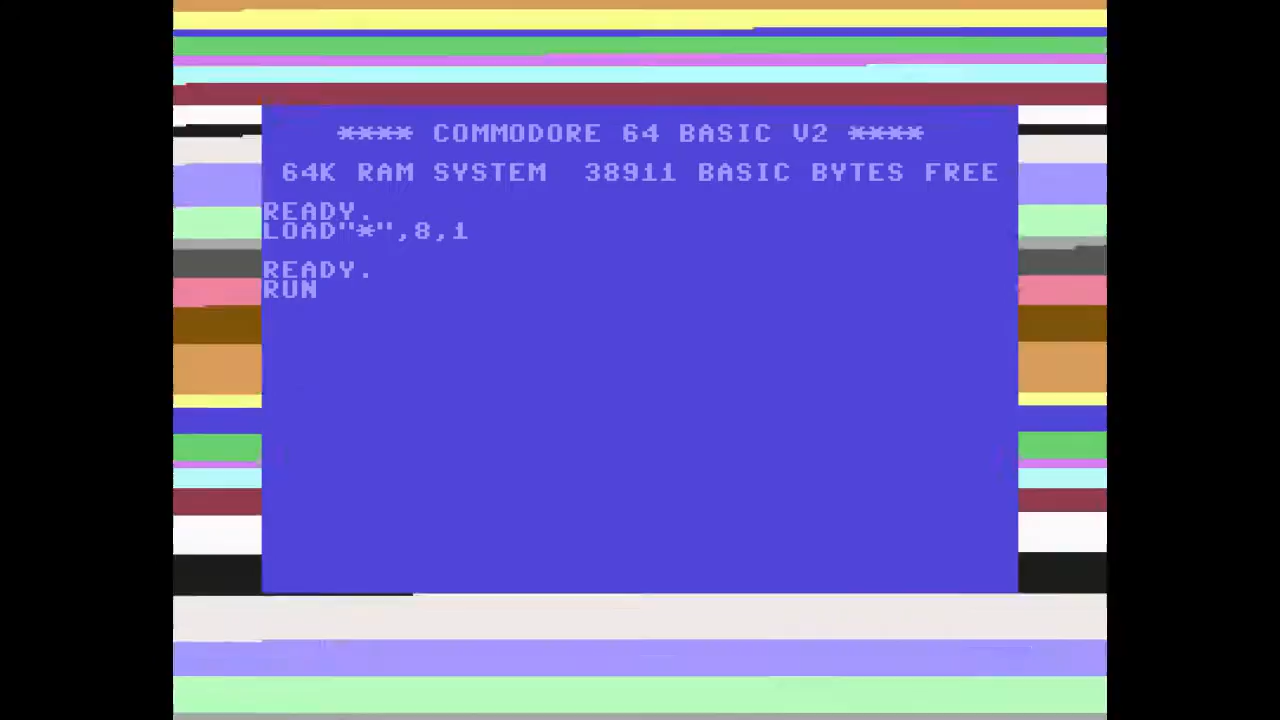 **** COMMODORE 64 BASIC V2 ****
64K RAM SYSTEM  38911 BASIC BYTES FREE
READY.
LOAD"*",8,1
READY.
RUN